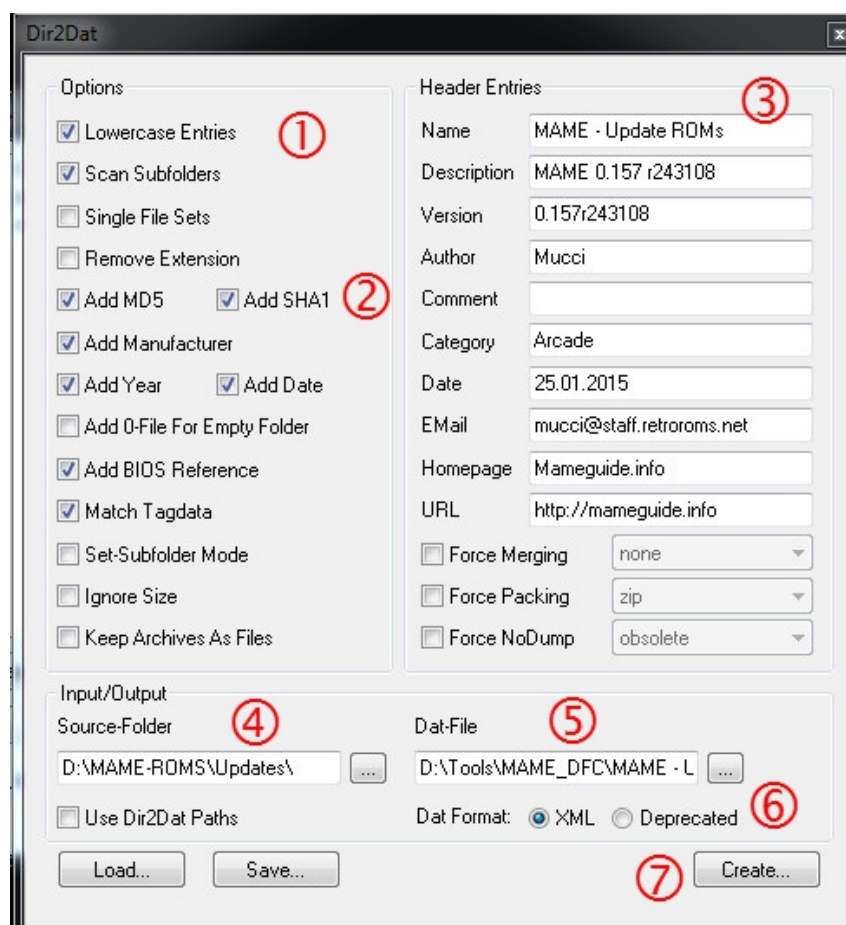 Dir2Dat
Options
Lowercase Entries ①
Scan Subfolders
Single File Sets
Remove Extension
Add MD5 Add SHA1 ②
Add Manufacturer
Add Year Add Date
Add 0-File For Empty Folder
Add BIOS Reference
Match Tagdata
Set-Subfolder Mode
Ignore Size
Keep Archives As Files
Header Entries ③
Name MAME - Update ROMs
Description MAME 0.157 r243108
Version 0.157r243108
Author Mucci
Comment
Category Arcade
Date 25.01.2015
EMail mucci@staff.retroroms.net
Homepage Mameguide.info
URL http://mameguide.info
Force Merging none
Force Packing zip
Force NoDump obsolete
Input/Output
Source-Folder ④
D:\MAME-ROMS\Updates\ ...
Use Dir2Dat Paths
Dat-File ⑤
D:\Tools\MAME_DFC\MAME - U ...
Dat Format: XML Deprecated ⑥
Load... Save... ⑦ Create...